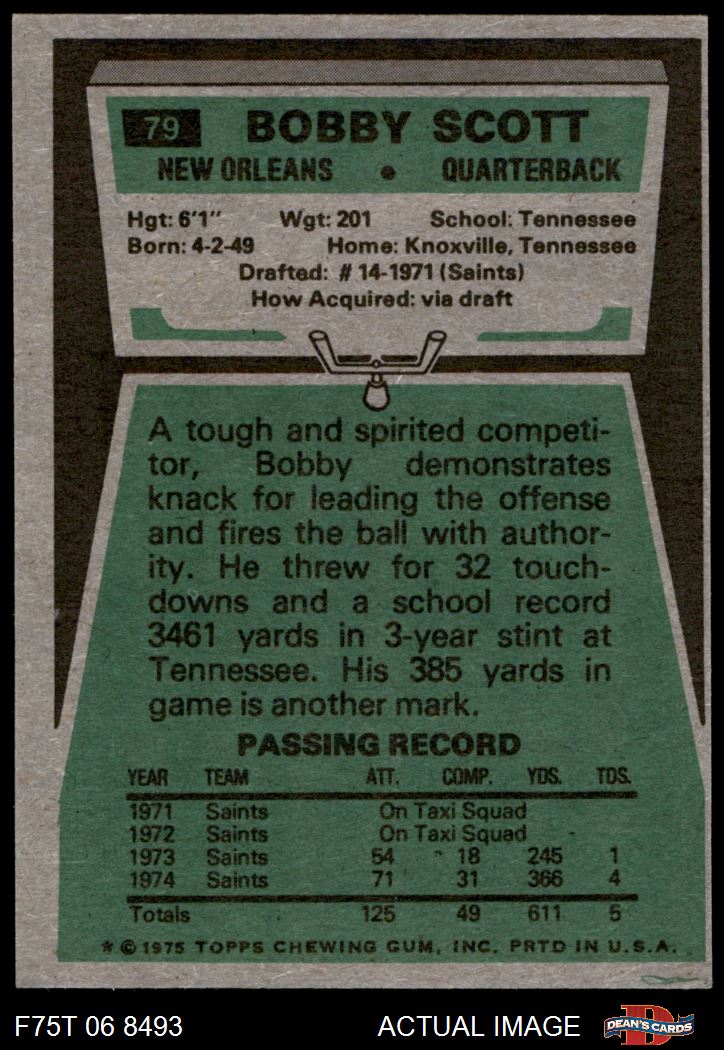 79 BOBBY SCOTT
NEW ORLEANS • QUARTERBACK
Hgt: 6'1" Wgt: 201 School: Tennessee
Born: 4-2-49 Home: Knoxville, Tennessee
Drafted: #14-1971 (Saints)
How Acquired: via draft
A tough and spirited competi-
tor, Bobby demonstrates
knack for leading the offense
and fires the ball with author-
ity. He threw for 32 touch-
downs and a school record
3461 yards in 3-year stint at
Tennessee. His 385 yards in
game is another mark.
PASSING RECORD
YEAR TEAM ATT. COMP. YDS. TDS.
1971 Saints On Taxi Squad
1972 Saints On Taxi Squad
1973 Saints 54 18 245 1
1974 Saints 71 31 366 4
Totals 125 49 611 5
* © 1975 TOPPS CHEWING GUM, INC. PRTD IN U.S.A.
F75T 06 8493 ACTUAL IMAGE D DEAN'S CARDS